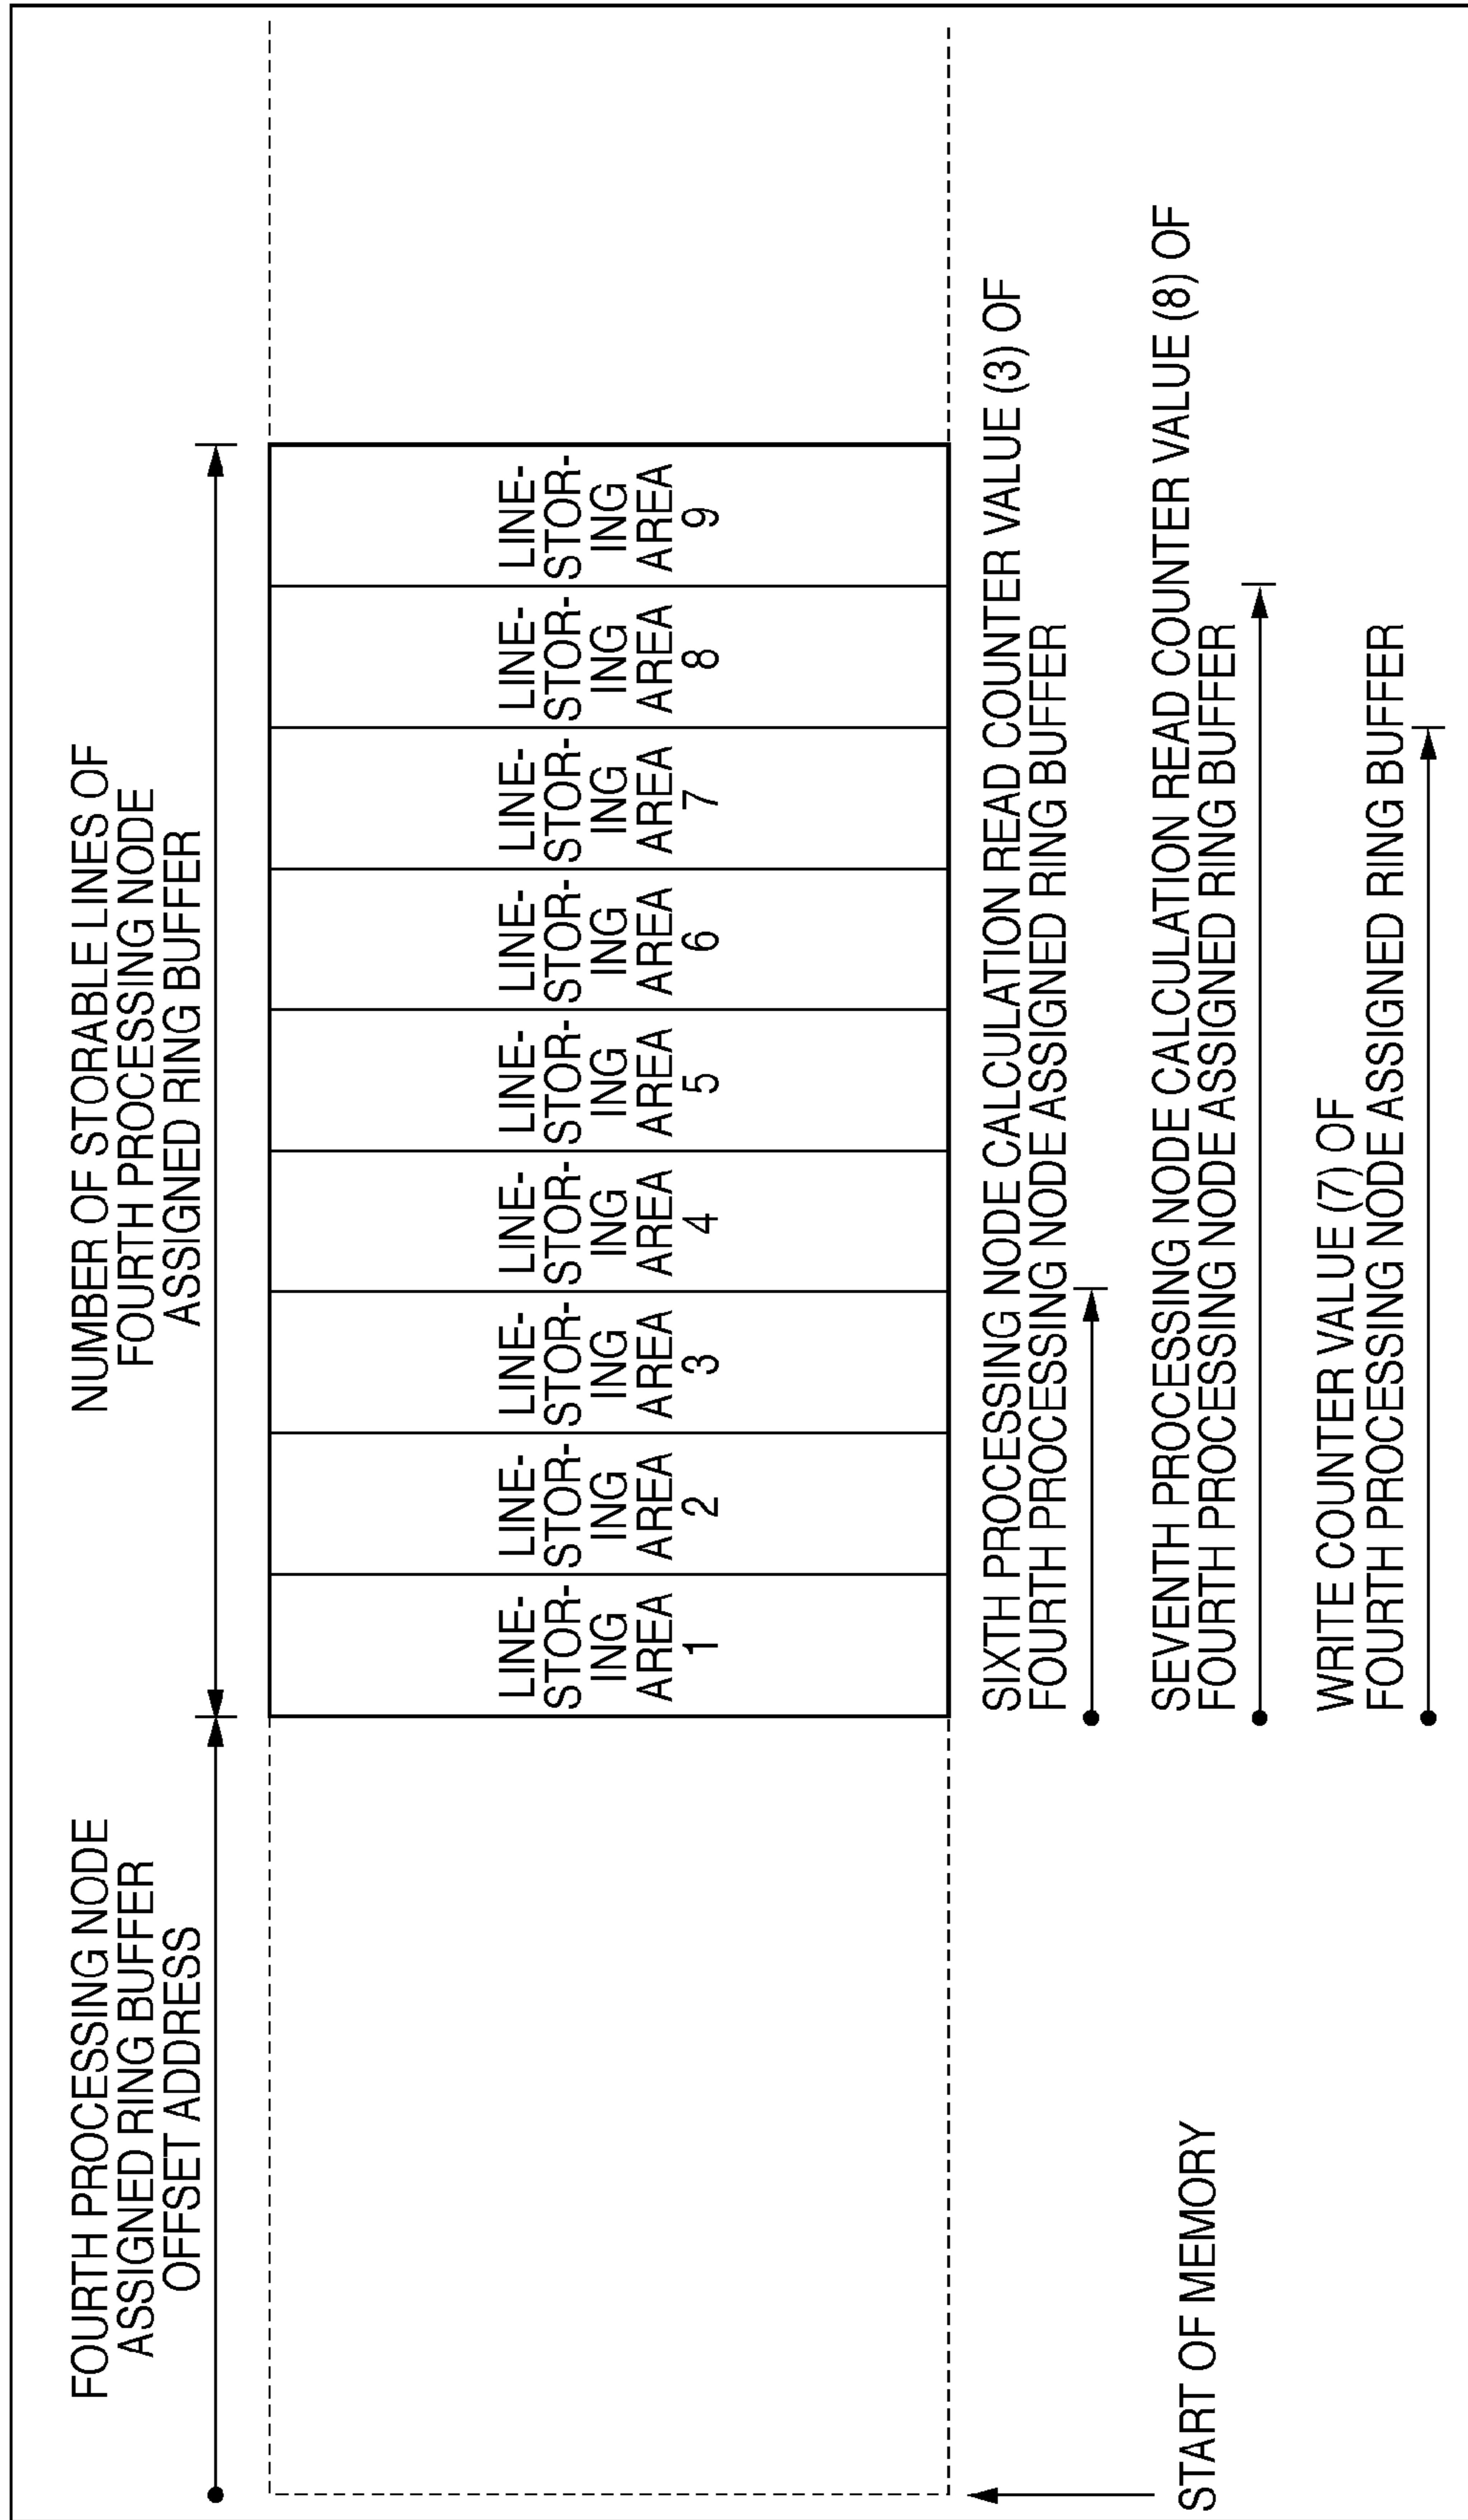 FOURTH PROCESSING NODE
ASSIGNED RING BUFFER
OFFSET ADDRESS
NUMBER OF STORABLE LINES OF
FOURTH PROCESSING NODE
ASSIGNED RING BUFFER
LINE-
STOR-
ING
AREA
1
LINE-
STOR-
ING
AREA
2
LINE-
STOR-
ING
AREA
3
LINE-
STOR-
ING
AREA
4
LINE-
STOR-
ING
AREA
5
LINE-
STOR-
ING
AREA
6
LINE-
STOR-
ING
AREA
7
LINE-
STOR-
ING
AREA
8
LINE-
STOR-
ING
AREA
9
SIXTH PROCESSING NODE CALCULATION READ COUNTER VALUE (3) OF
FOURTH PROCESSING NODE ASSIGNED RING BUFFER
SEVENTH PROCESSING NODE CALCULATION READ COUNTER VALUE (8) OF
FOURTH PROCESSING NODE ASSIGNED RING BUFFER
START OF MEMORY
WRITE COUNTER VALUE (7) OF
FOURTH PROCESSING NODE ASSIGNED RING BUFFER